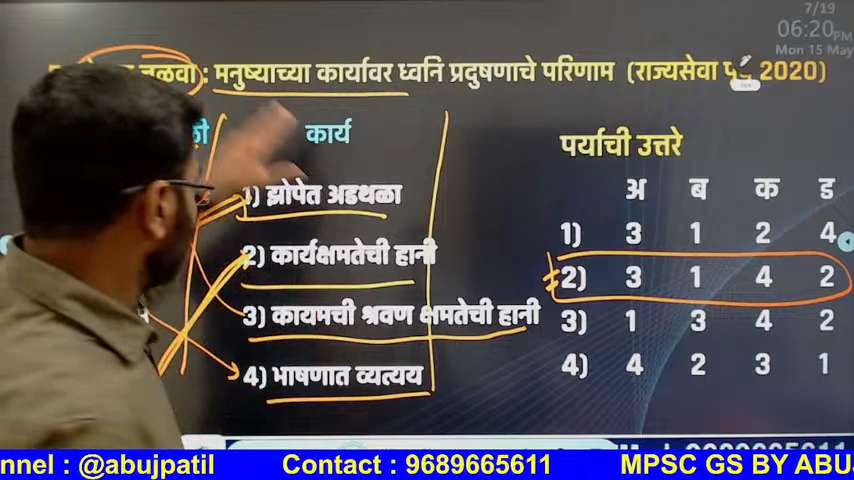 7/19
06:20 PM
Mon 15 May
जुळवा : मनुष्याच्या कार्यावर ध्वनि प्रदुषणाचे परिणाम (राज्यसेवा 2020)
कार्य
1) झोपेत अडथळा
2) कार्यक्षमतेची हानी
3) कायमची श्रवण क्षमतेची हानी
4) भाषणात व्यत्यय
पर्याची उत्तरे
अ ब क ड
1) 3 1 2 4
2) 3 1 4 2
3) 1 3 4 2
4) 4 2 3 1
nnel : @abujpatil Contact : 9689665611 MPSC GS BY ABU